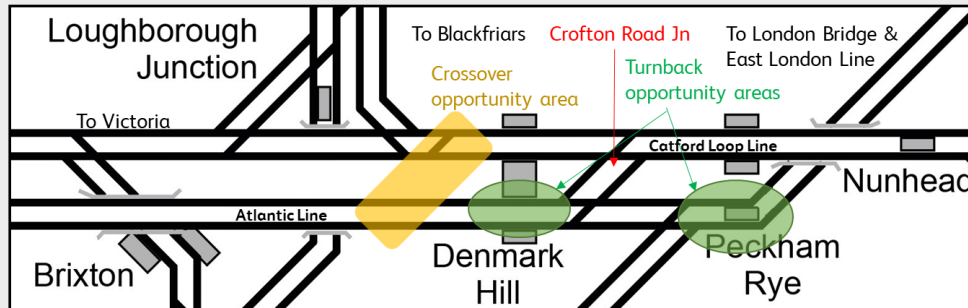 Loughborough
Junction
To Blackfriars
Crofton Road Jn
To London Bridge &
East London Line
Crossover
opportunity area
Turnback
opportunity areas
To Victoria
Catford Loop Line
Nunhead
Atlantic Line
Brixton
Denmark
Hill
Peckham
Rye